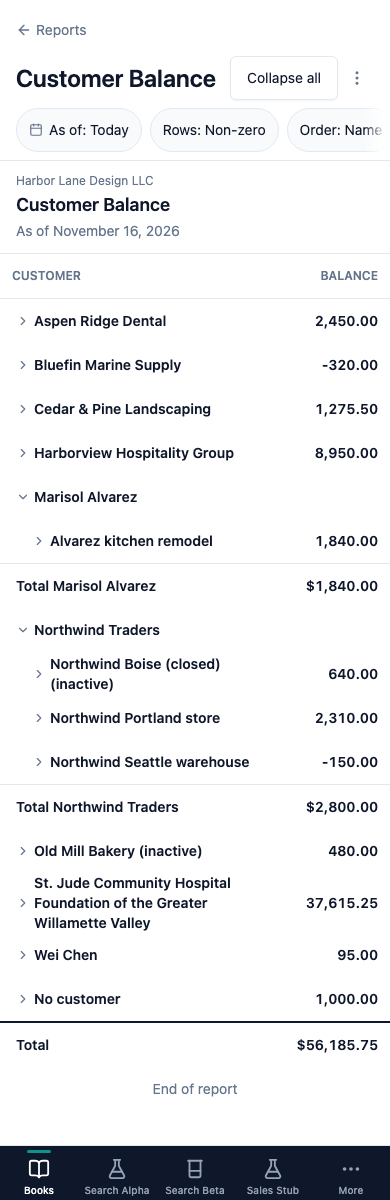 Reports
Customer Balance
Collapse all
As of: Today
Rows: Non-zero
Order: Name
Harbor Lane Design LLC
Customer Balance
As of November 16, 2026
CUSTOMER BALANCE
Aspen Ridge Dental 2,450.00
Bluefin Marine Supply -320.00
Cedar & Pine Landscaping 1,275.50
Harborview Hospitality Group 8,950.00
Marisol Alvarez
Alvarez kitchen remodel 1,840.00
Total Marisol Alvarez $1,840.00
Northwind Traders
Northwind Boise (closed)
(inactive) 640.00
Northwind Portland store 2,310.00
Northwind Seattle warehouse -150.00
Total Northwind Traders $2,800.00
Old Mill Bakery (inactive) 480.00
St. Jude Community Hospital
Foundation of the Greater 37,615.25
Willamette Valley
Wei Chen 95.00
No customer 1,000.00
Total $56,185.75
End of report
Books Search Alpha Search Beta Sales Stub More